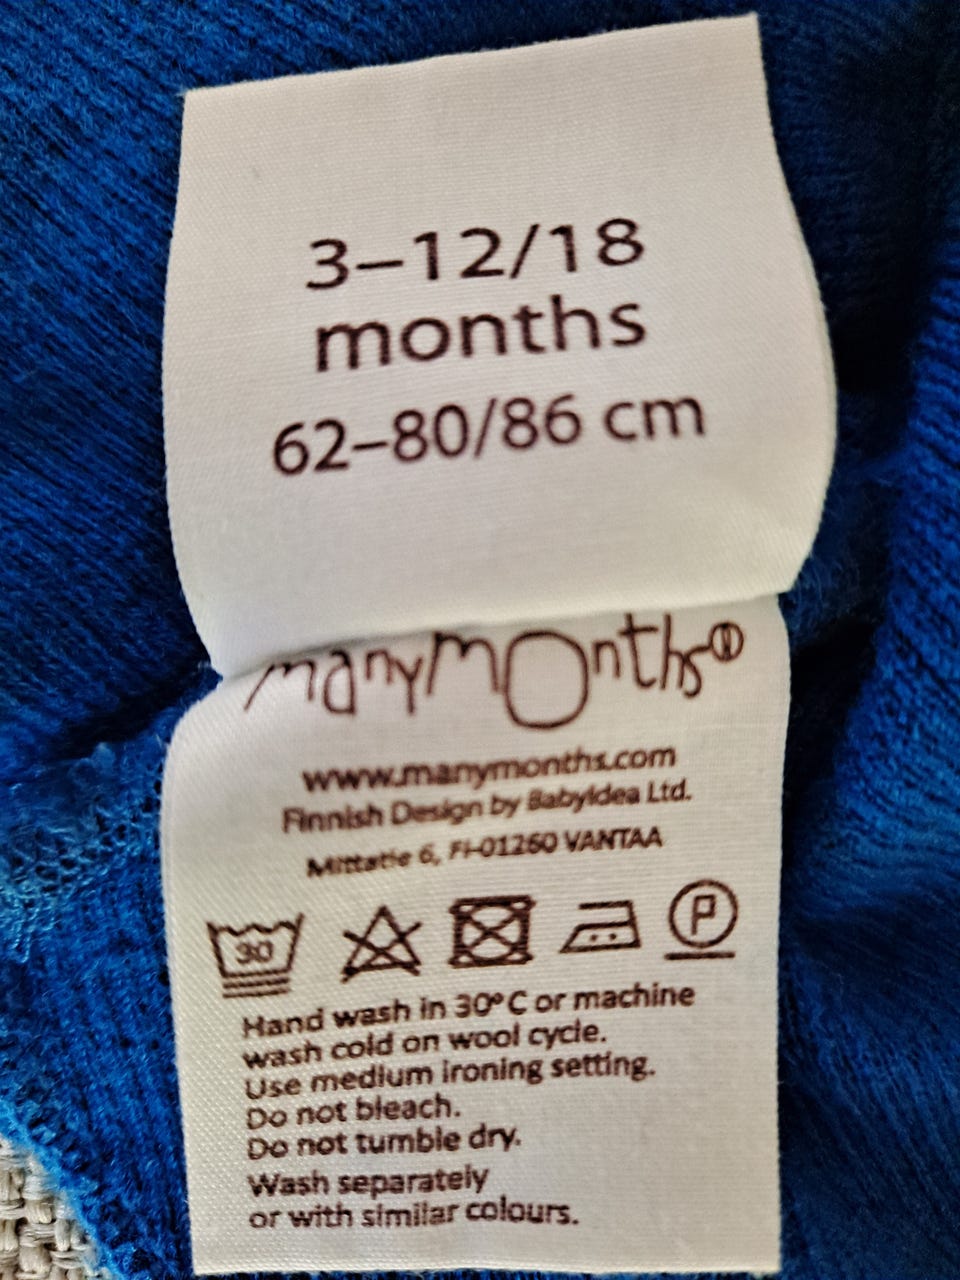 3–12/18
months
62–80/86 cm
manymonths®
www.manymonths.com
Finnish Design by Babyidea Ltd.
Mittatie 6, FI-01260 VANTAA
30 P
Hand wash in 30°C or machine
wash cold on wool cycle.
Use medium ironing setting.
Do not bleach.
Do not tumble dry.
Wash separately
or with similar colours.